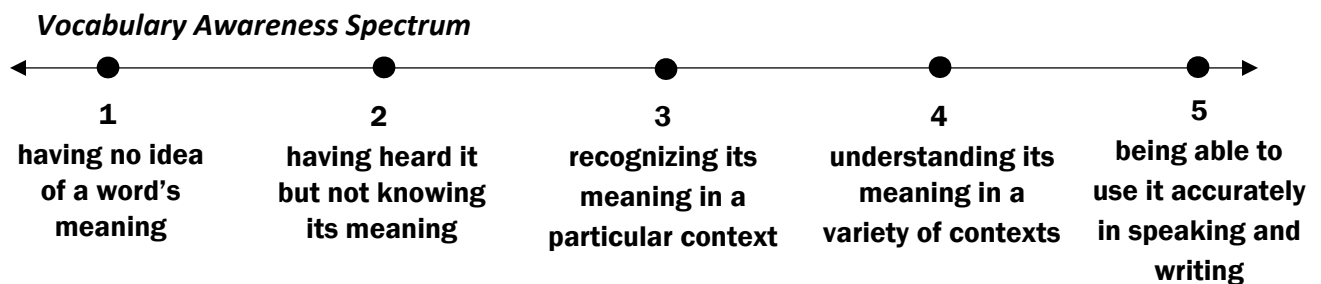 Vocabulary Awareness Spectrum
1
having no idea
of a word's
meaning
2
having heard it
but not knowing
its meaning
3
recognizing its
meaning in a
particular context
4
understanding its
meaning in a
variety of contexts
5
being able to
use it accurately
in speaking and
writing